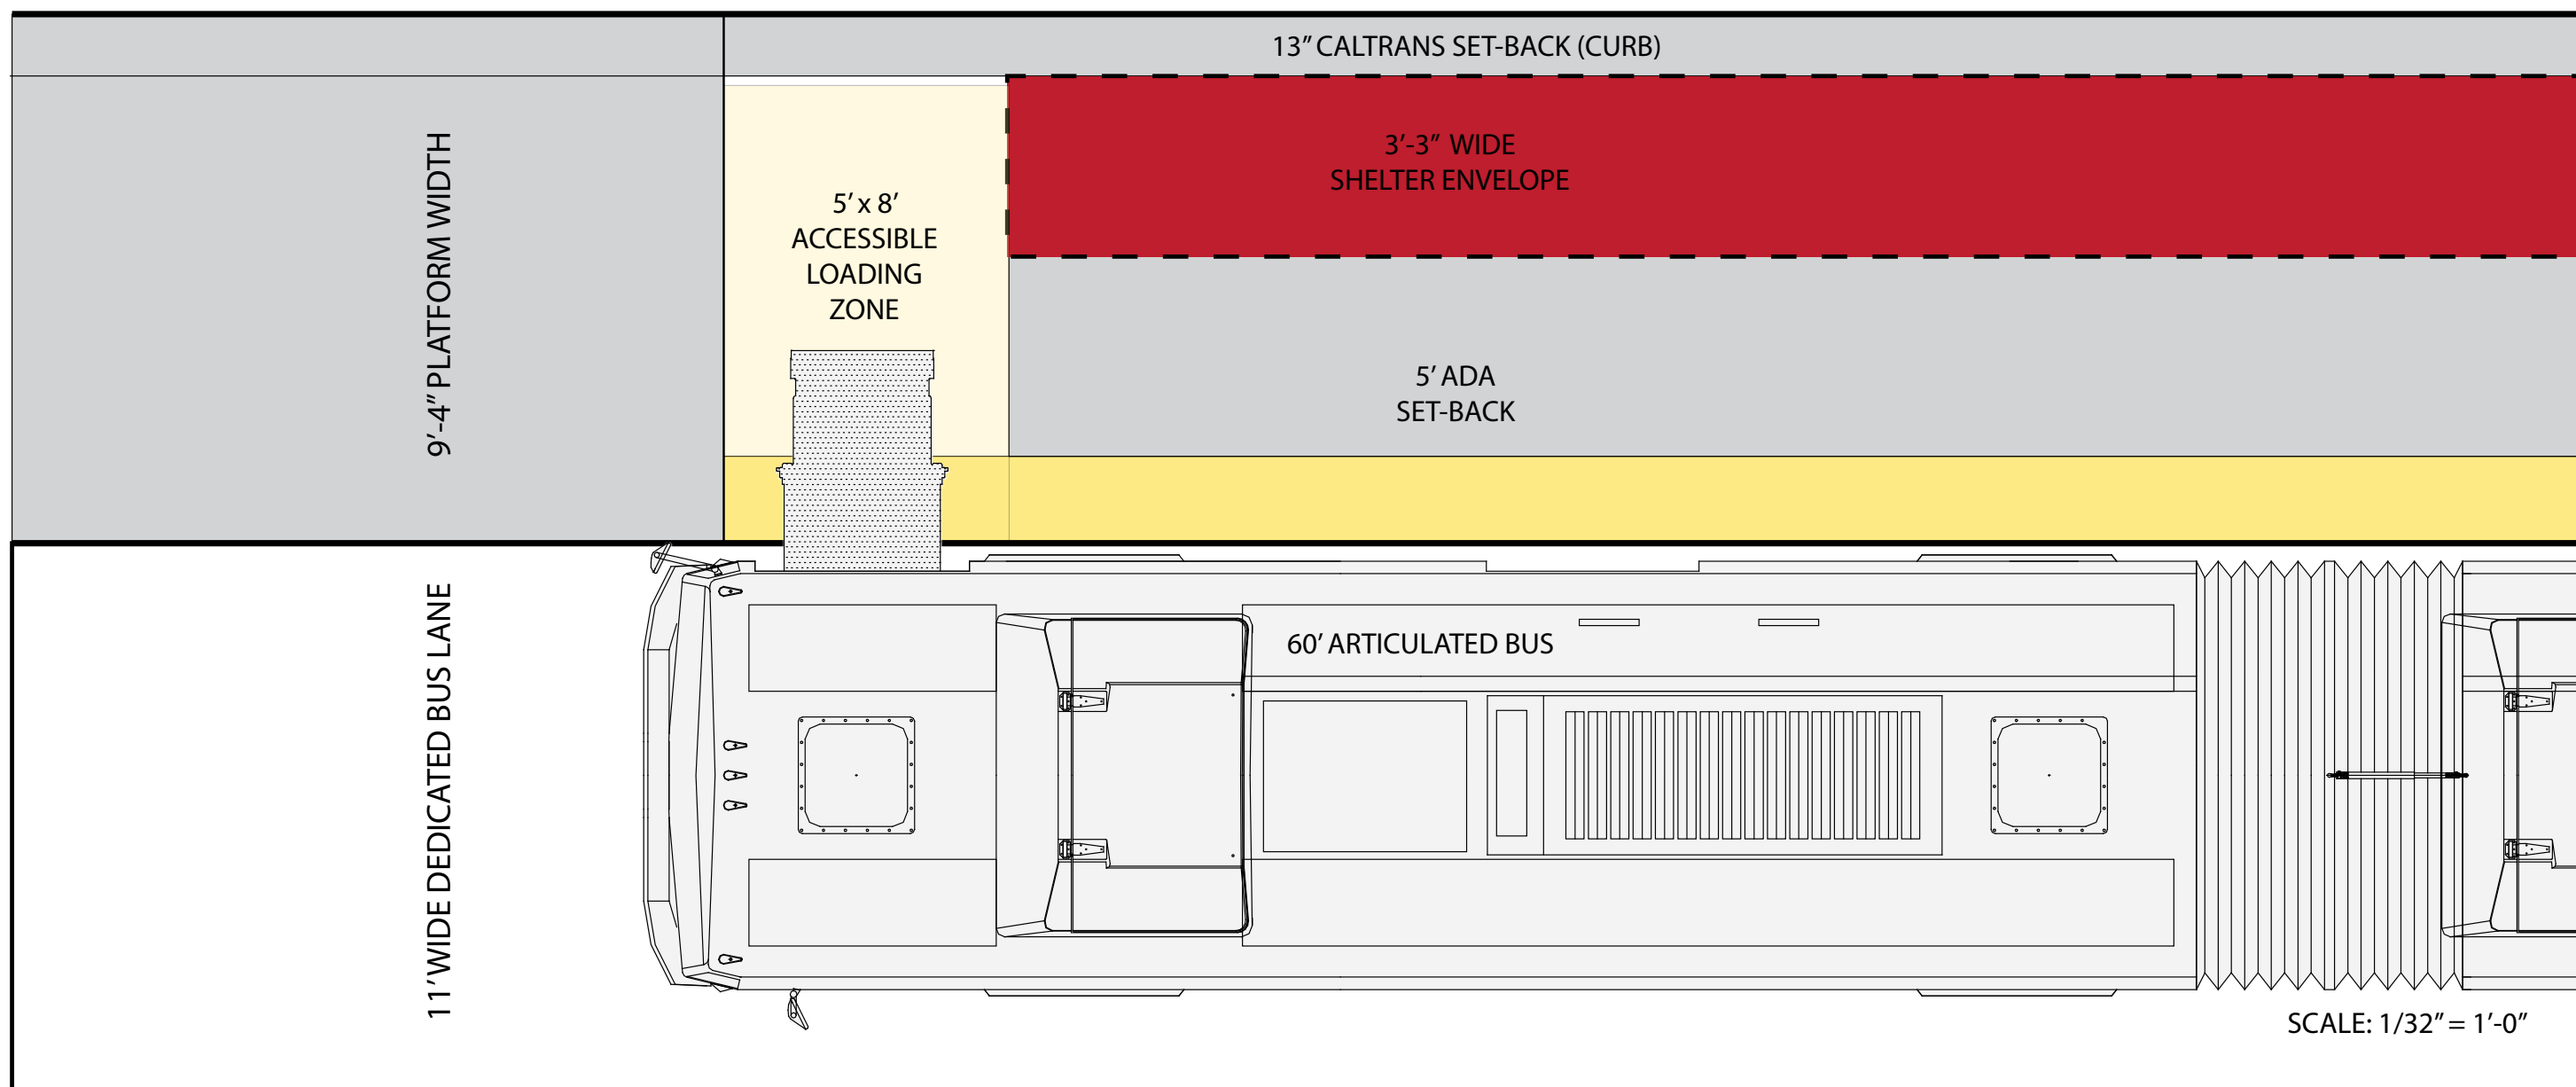 13” CALTRANS SET-BACK (CURB)
9’-4” PLATFORM WIDTH
5’ x 8’
ACCESSIBLE
LOADING
ZONE
3’-3” WIDE
SHELTER ENVELOPE
5’ ADA
SET-BACK
11’ WIDE DEDICATED BUS LANE
60’ ARTICULATED BUS
SCALE: 1/32” = 1’-0”